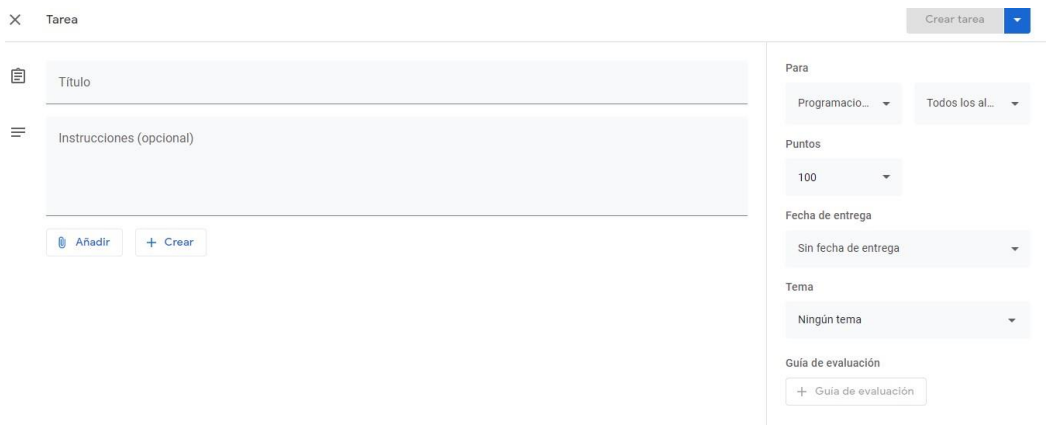 Tarea
Crear tarea
Título
Instrucciones (opcional)
Añadir
+ Crear
Para
Programacio...
Todos los al...
Puntos
100
Fecha de entrega
Sin fecha de entrega
Tema
Ningún tema
Guía de evaluación
+ Guía de evaluación